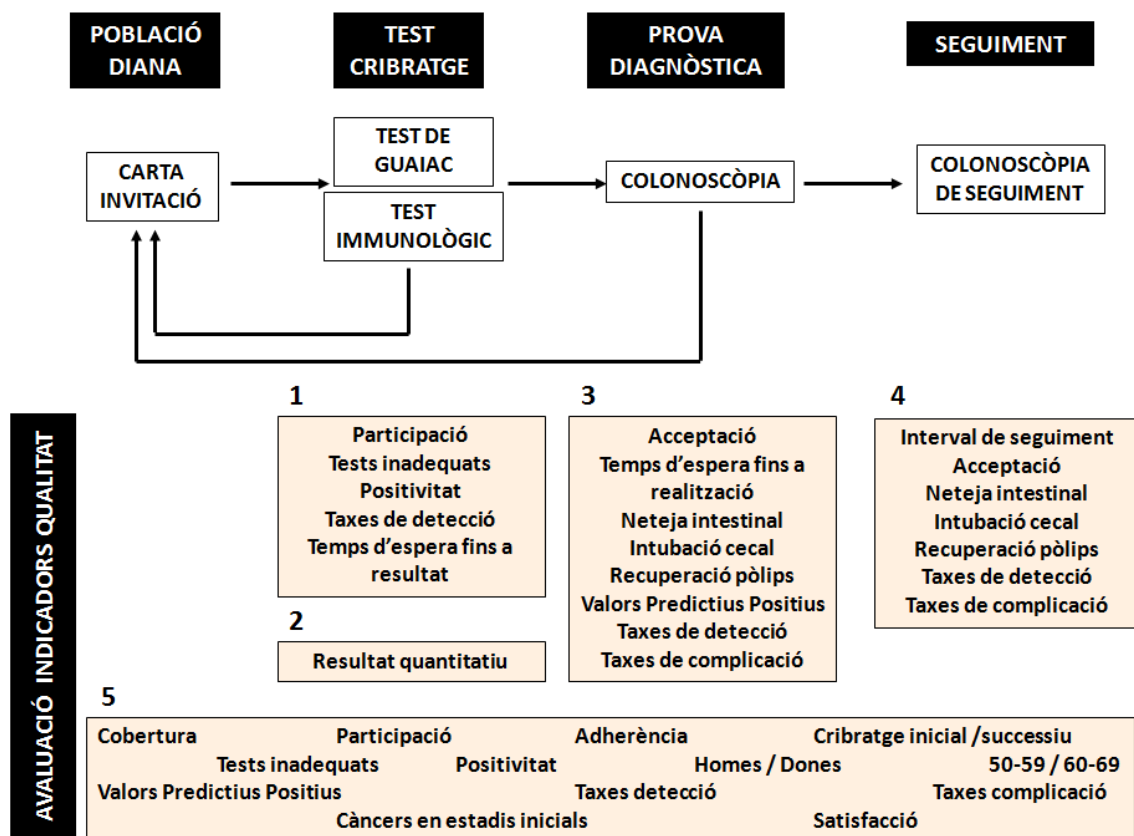 POBLACIÓ
DIANA
TEST
CRIBRATGE
PROVA
DIAGNÒSTICA
SEGUIMENT
CARTA
INVITACIÓ
TEST DE
GUAIAC
TEST
IMMUNOLÒGIC
COLONOSCÒPIA
COLONOSCÒPIA
DE SEGUIMENT
AVALUACIÓ INDICADORS QUALITAT
1
Participació
Tests inadequats
Positivitat
Taxes de detecció
Temps d'espera fins a
resultat
2
Resultat quantitatiu
3
Acceptació
Temps d'espera fins a
realització
Neteja intestinal
Intubació cecal
Recuperació pòlips
Valors Predictius Positius
Taxes de detecció
Taxes de complicació
4
Interval de seguiment
Acceptació
Neteja intestinal
Intubació cecal
Recuperació pòlips
Taxes de detecció
Taxes de complicació
5
Cobertura Participació Adherència Cribratge inicial /successiu
Tests inadequats Positivitat Homes / Dones 50-59 / 60-69
Valors Predictius Positius Taxes detecció Taxes complicació
Càncers en estadis inicials Satisfacció